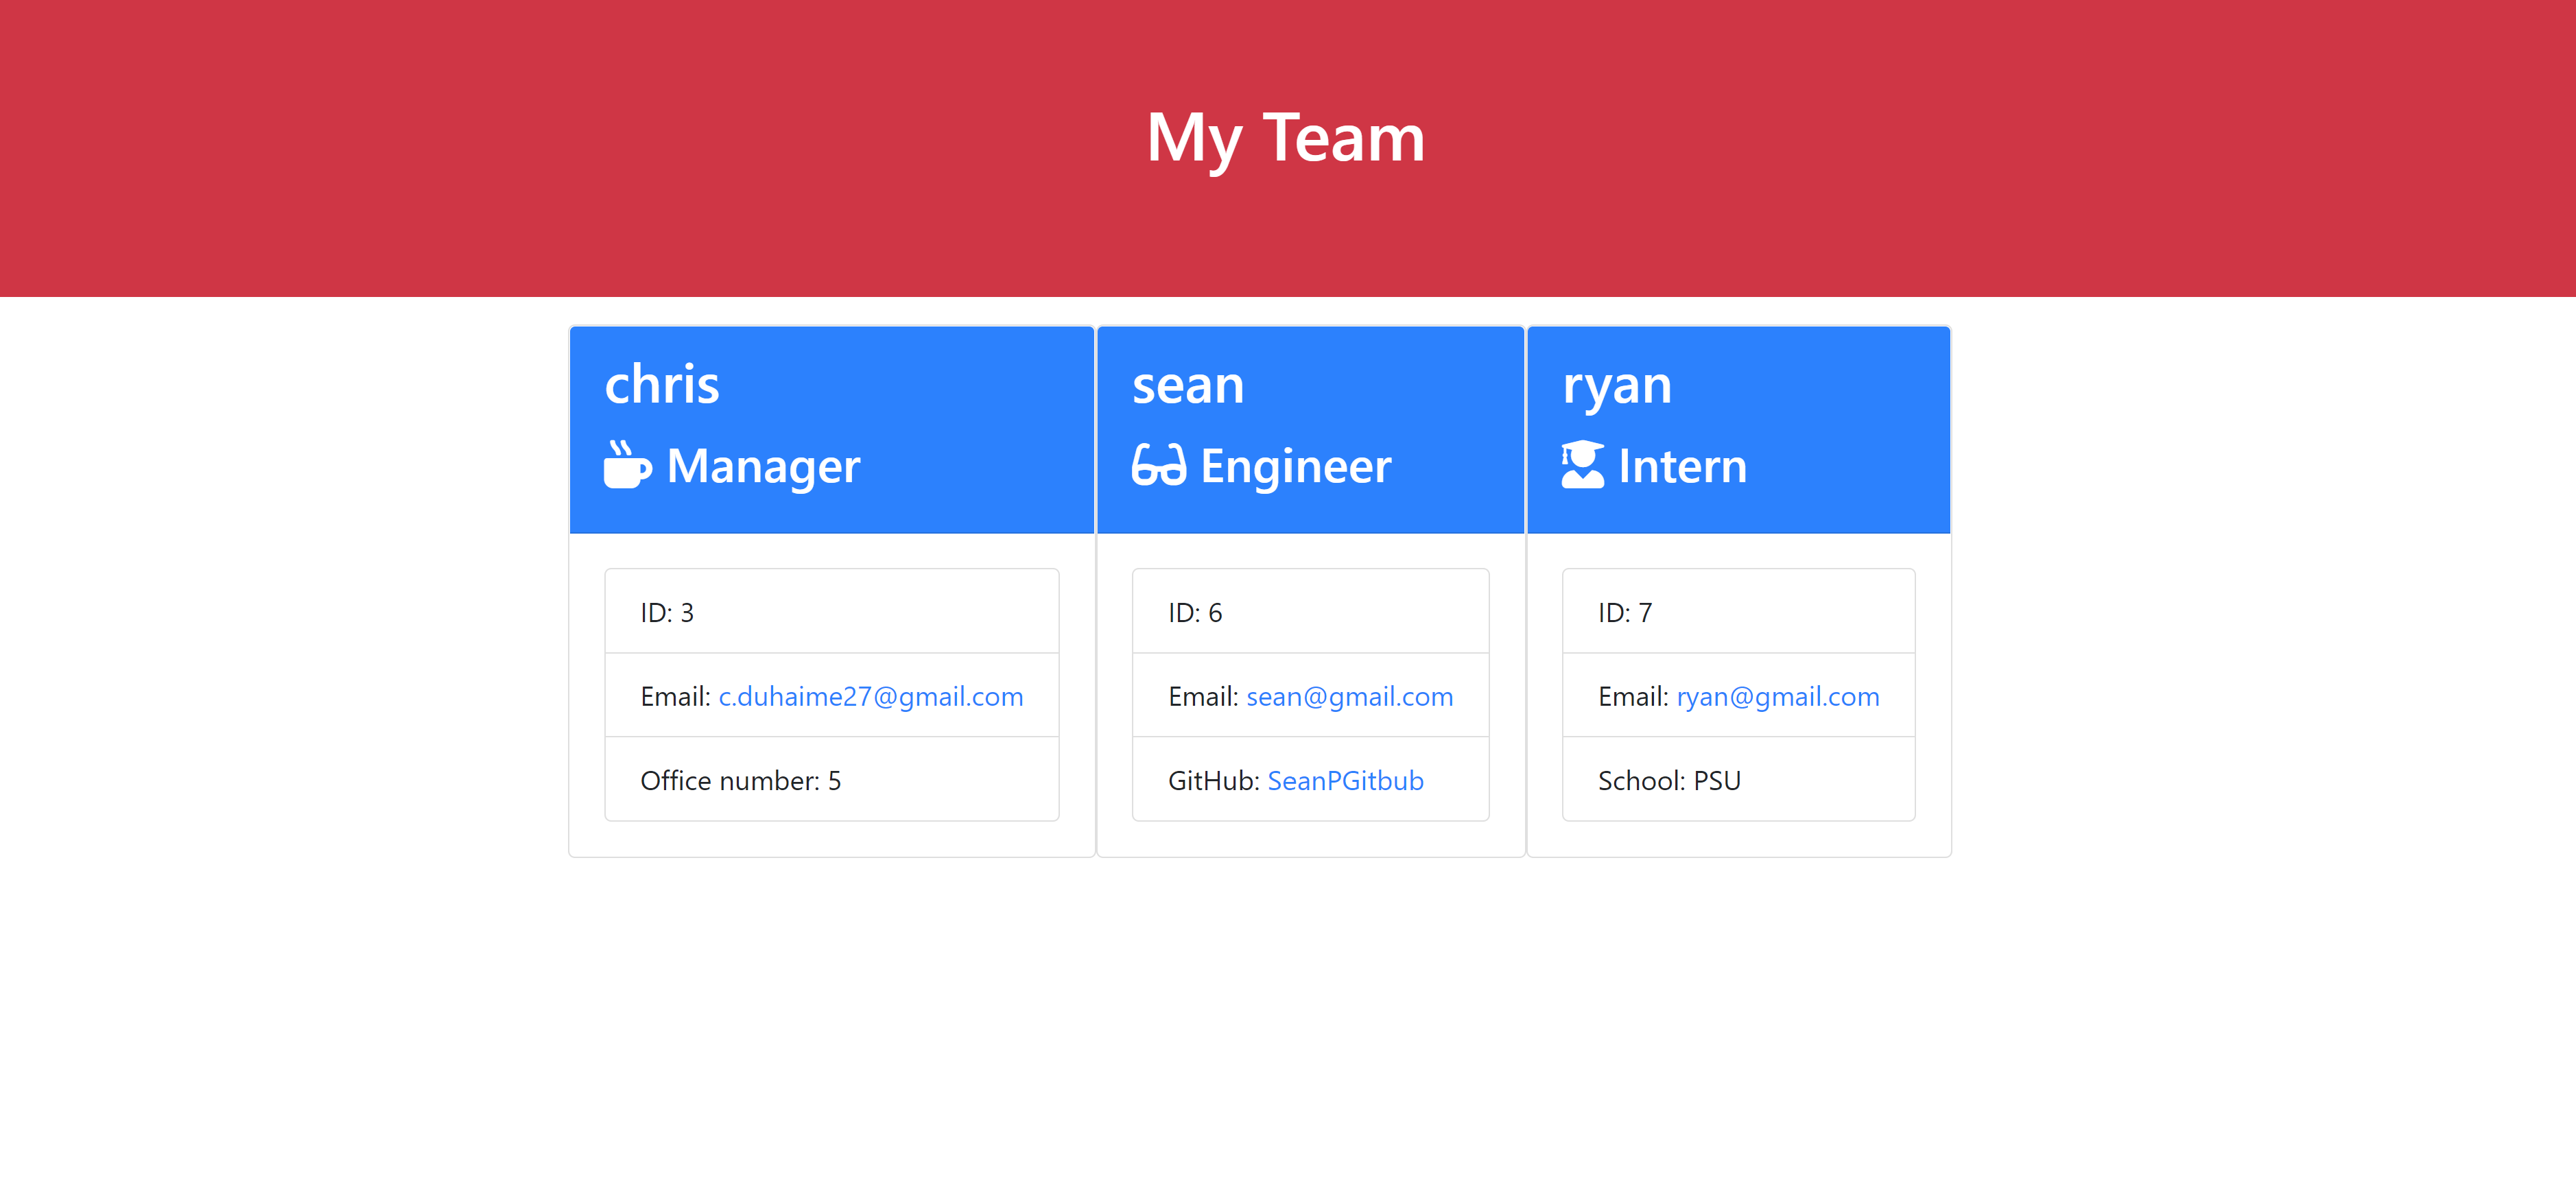 My Team
chris
Manager
ID: 3
Email: c.duhaime27@gmail.com
Office number: 5
sean
Engineer
ID: 6
Email: sean@gmail.com
GitHub: SeanPGitbub
ryan
Intern
ID: 7
Email: ryan@gmail.com
School: PSU